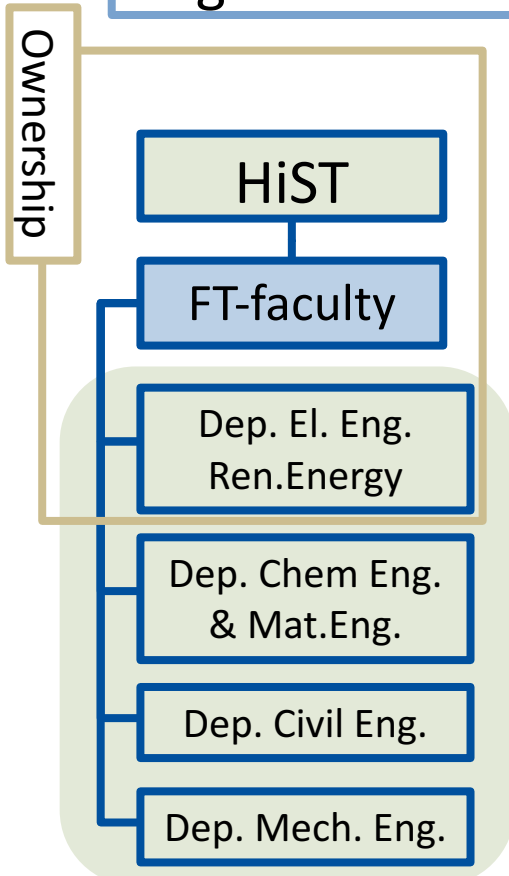 Ownership
HiST
FT-faculty
Dep. El. Eng.
Ren.Energy
Dep. Chem Eng.
& Mat.Eng.
Dep. Civil Eng.
Dep. Mech. Eng.